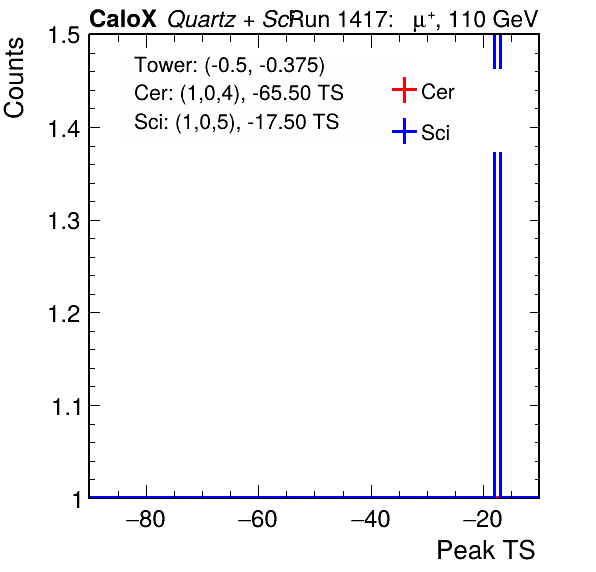 CaloX Quartz + Sci Run 1417: μ⁺, 110 GeV
Counts
1.5
1.4
1.3
1.2
1.1
1
Tower: (-0.5, -0.375)
Cer: (1,0,4), -65.50 TS
Sci: (1,0,5), -17.50 TS
Cer
Sci
−80 −60 −40 −20
Peak TS